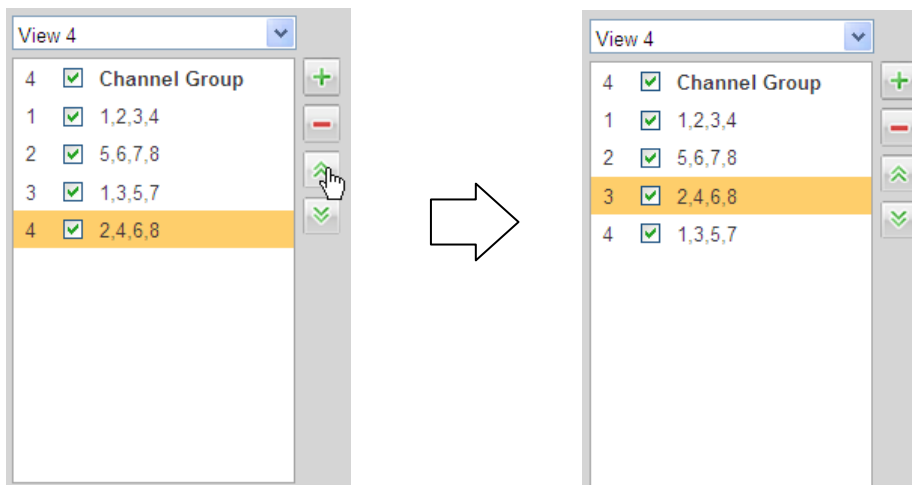 View 4
4 Channel Group
1 1,2,3,4
2 5,6,7,8
3 1,3,5,7
4 2,4,6,8
View 4
4 Channel Group
1 1,2,3,4
2 5,6,7,8
3 2,4,6,8
4 1,3,5,7